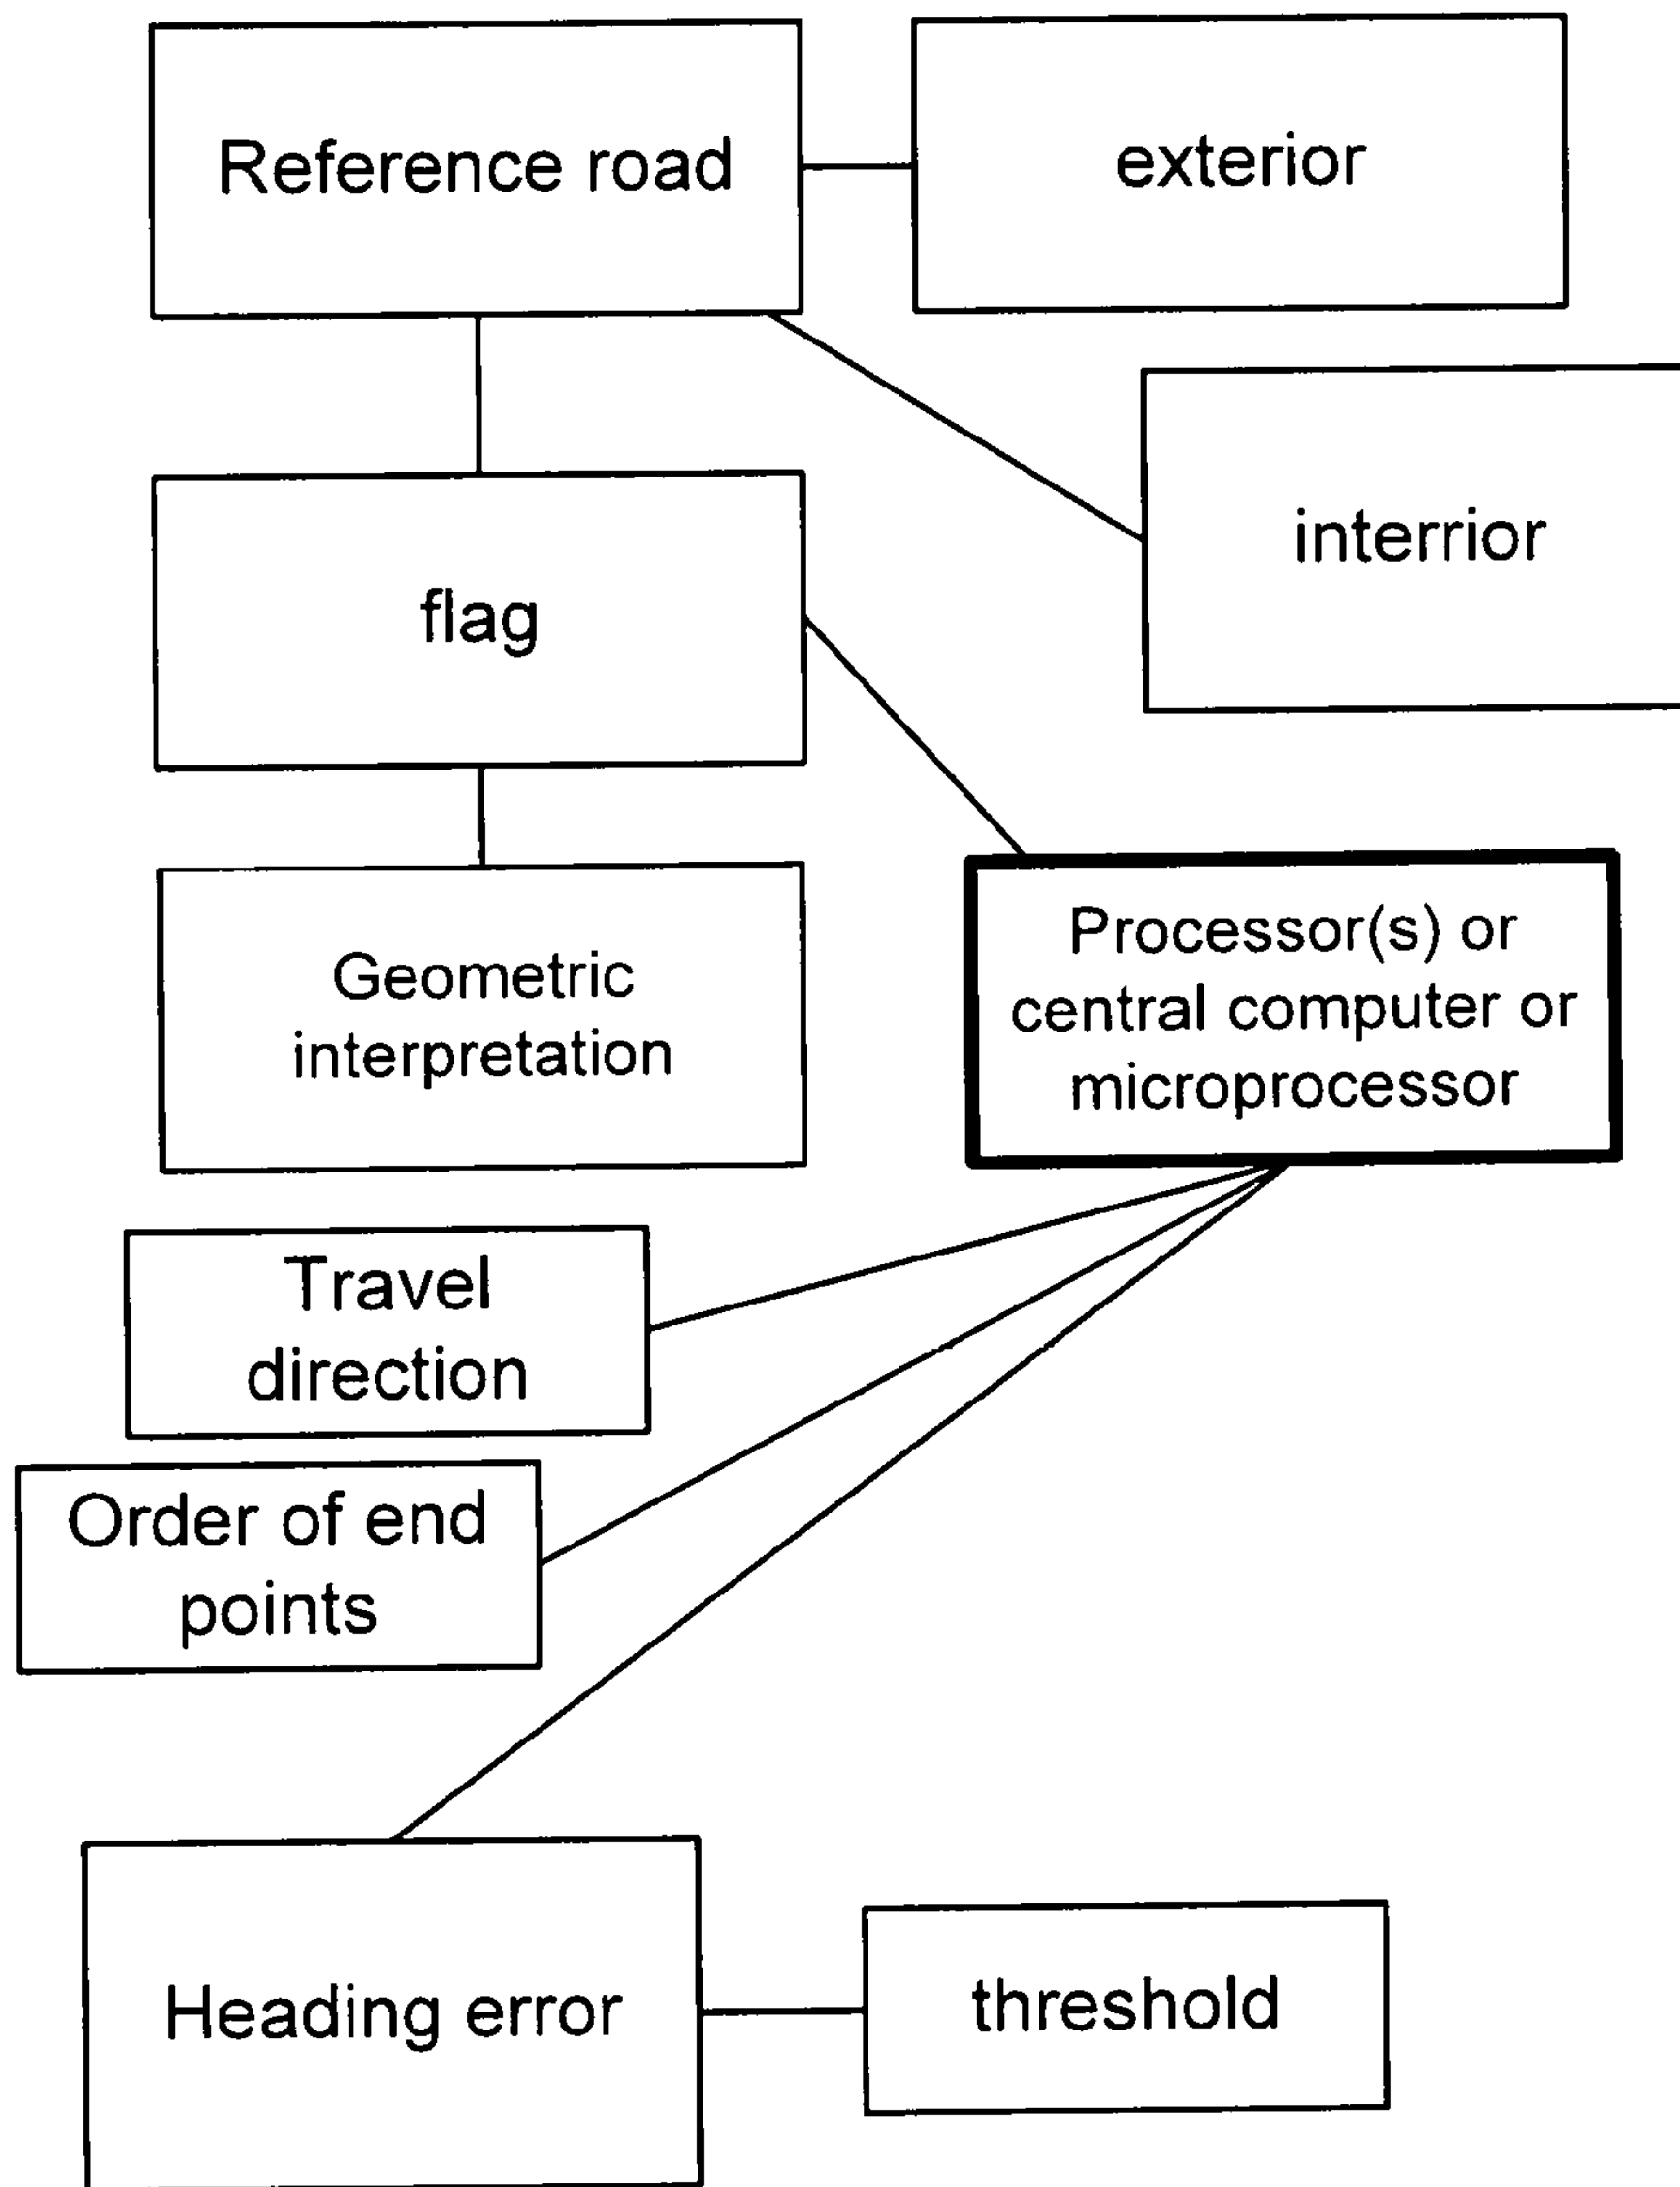 Reference road
exterior
interrior
flag
Geometric
interpretation
Processor(s) or
central computer or
microprocessor
Travel
direction
Order of end
points
Heading error
threshold